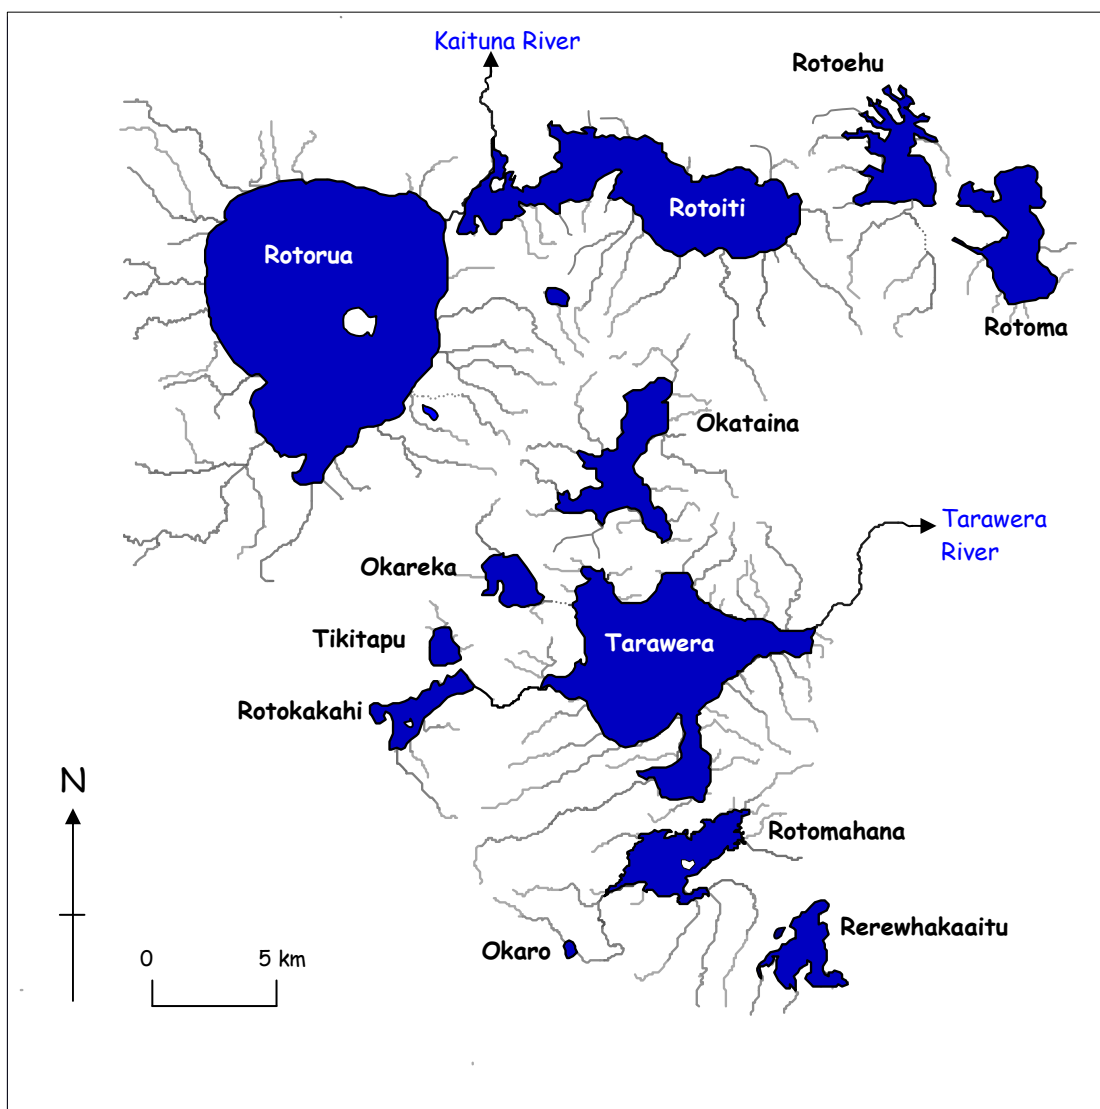 Kaituna River
Rotoehu
Rotoiti
Rotorua
Rotoma
Okataina
Tarawera
River
Okareka
Tikitapu
Tarawera
Rotokakahi
N
Rotomahana
Rerewhakaaitu
Okaro
0 5 km